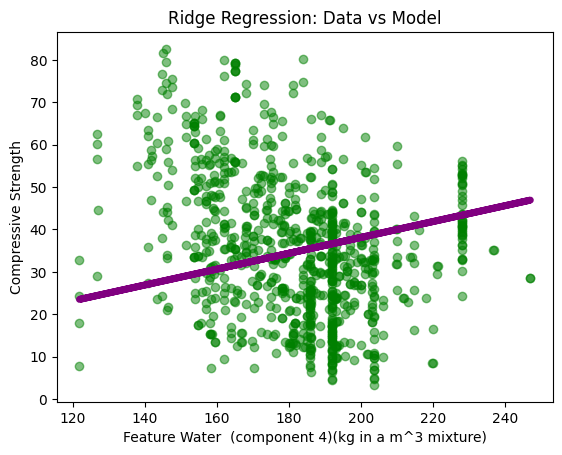 Ridge Regression: Data vs Model
80
70
60
50
40
30
20
10
0
Compressive Strength
120 140 160 180 200 220 240
Feature Water  (component 4)(kg in a m^3 mixture)